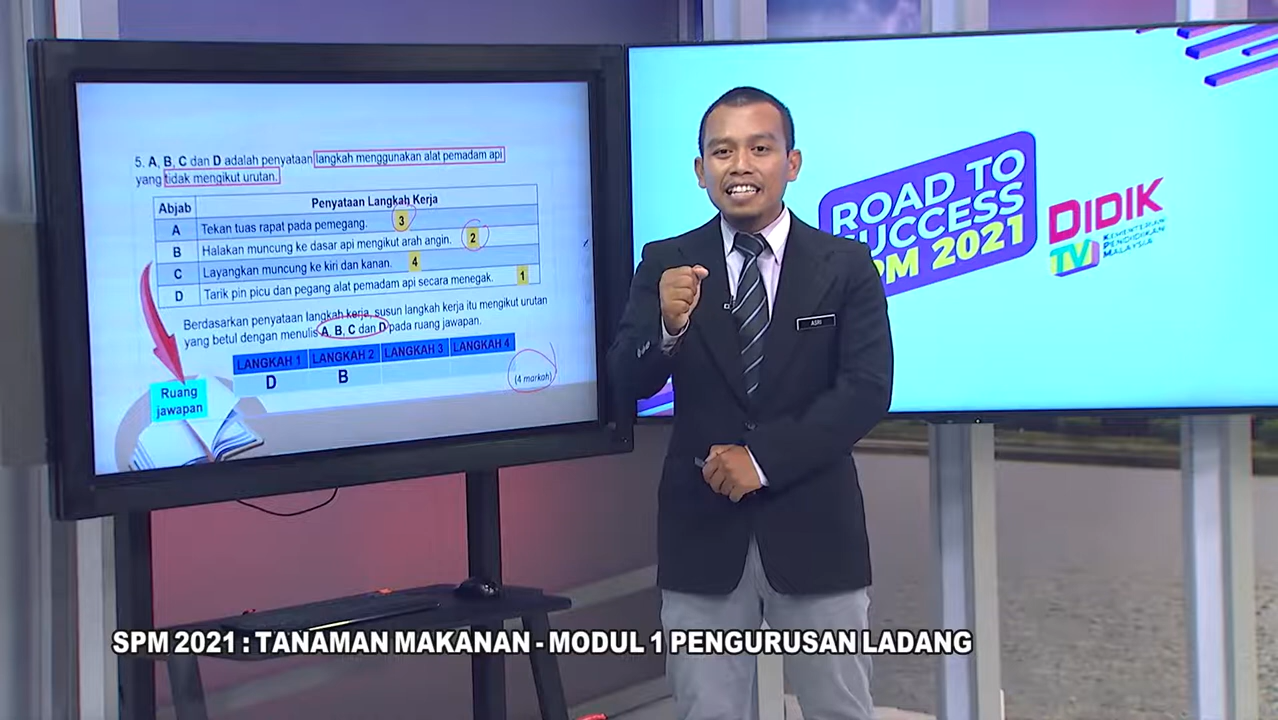 5. A, B, C dan D adalah penyataan langkah menggunakan alat pemadam api
yang tidak mengikut urutan.
Abjab Penyataan Langkah Kerja
A Tekan tuas rapat pada pemegang. 3
B Halakan muncung ke dasar api mengikut arah angin. 2
C Layangkan muncung ke kiri dan kanan. 4
D Tarik pin picu dan pegang alat pemadam api secara menegak. 1
Berdasarkan penyataan langkah kerja, susun langkah kerja itu mengikut urutan
yang betul dengan menulis A, B, C dan D pada ruang jawapan.
LANGKAH 1 LANGKAH 2 LANGKAH 3 LANGKAH 4
D B
(4 markah)
Ruang
jawapan
ROAD TO
SUCCESS
SPM 2021
DIDIK
TV
KEMENTERIAN
PENDIDIKAN
MALAYSIA
ASRI
SPM 2021 : TANAMAN MAKANAN - MODUL 1 PENGURUSAN LADANG